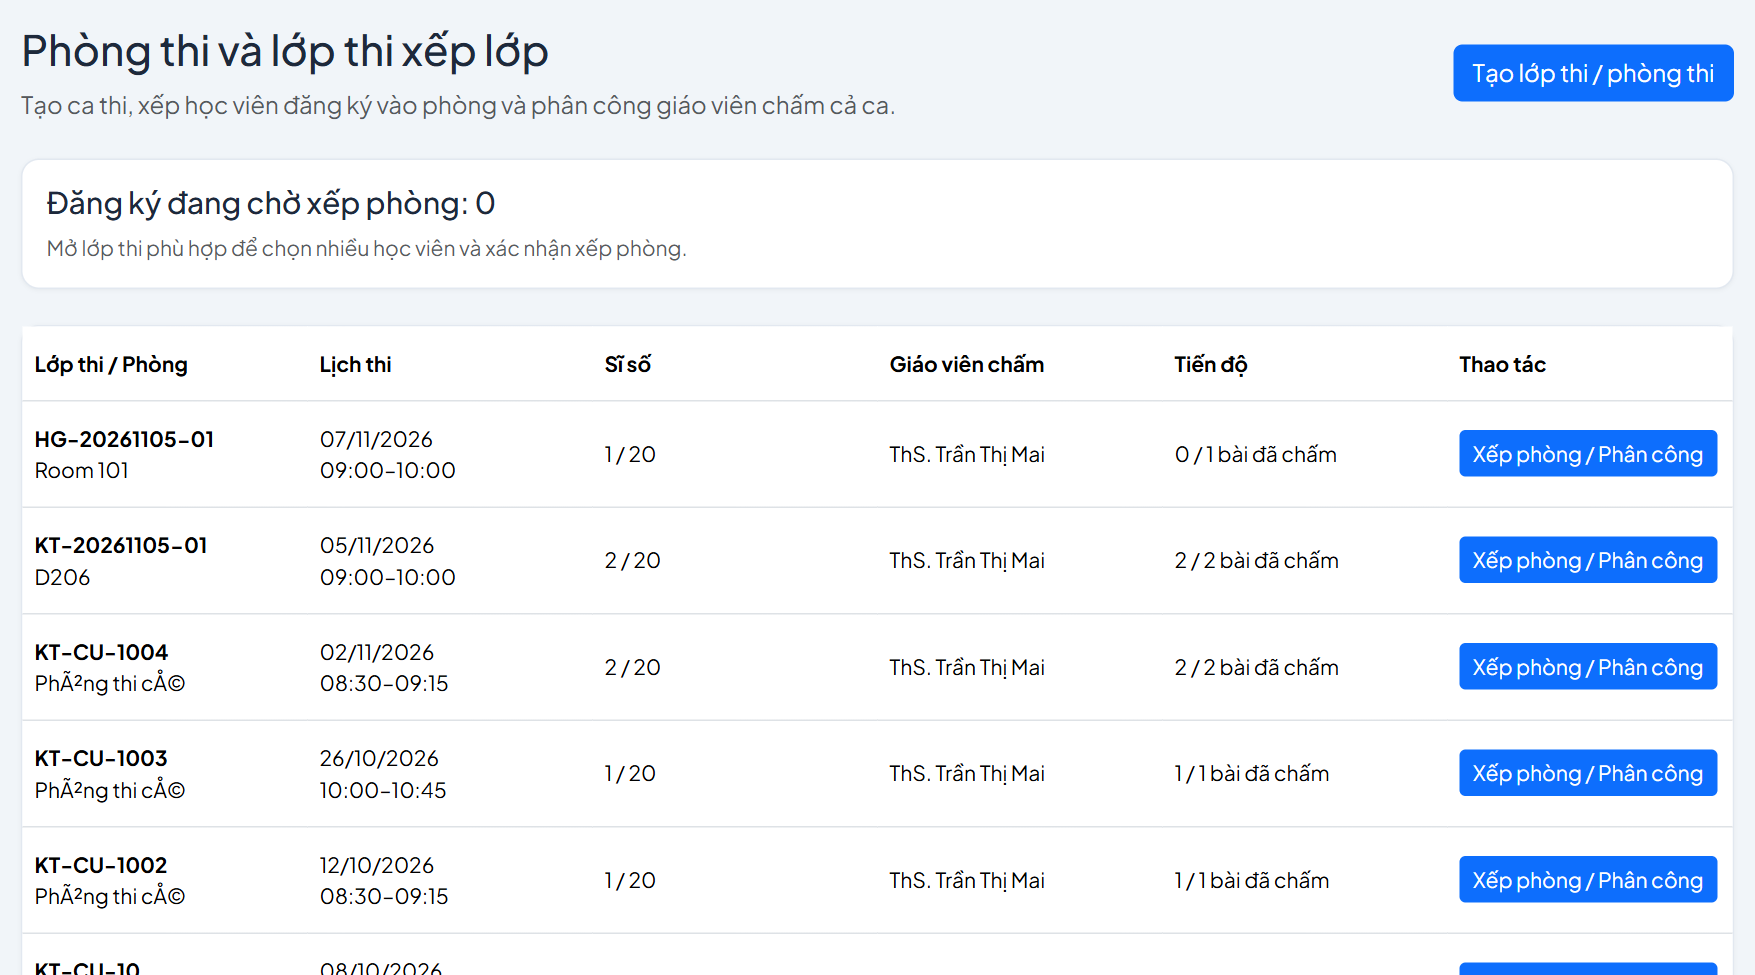 Phòng thi và lớp thi xếp lớp
Tạo ca thi, xếp học viên đăng ký vào phòng và phân công giáo viên chấm cả ca.
Tạo lớp thi / phòng thi
Đăng ký đang chờ xếp phòng: 0
Mở lớp thi phù hợp để chọn nhiều học viên và xác nhận xếp phòng.
Lớp thi / Phòng Lịch thi Sĩ số Giáo viên chấm Tiến độ Thao tác
HG-20261105-01
Room 101
07/11/2026
09:00-10:00
1 / 20
ThS. Trần Thị Mai
0 / 1 bài đã chấm
Xếp phòng / Phân công
KT-20261105-01
D206
05/11/2026
09:00-10:00
2 / 20
ThS. Trần Thị Mai
2 / 2 bài đã chấm
Xếp phòng / Phân công
KT-CU-1004
PhÃ²ng thi cÅ©
02/11/2026
08:30-09:15
2 / 20
ThS. Trần Thị Mai
2 / 2 bài đã chấm
Xếp phòng / Phân công
KT-CU-1003
PhÃ²ng thi cÅ©
26/10/2026
10:00-10:45
1 / 20
ThS. Trần Thị Mai
1 / 1 bài đã chấm
Xếp phòng / Phân công
KT-CU-1002
PhÃ²ng thi cÅ©
12/10/2026
08:30-09:15
1 / 20
ThS. Trần Thị Mai
1 / 1 bài đã chấm
Xếp phòng / Phân công
KT-CU-10
08/10/2026